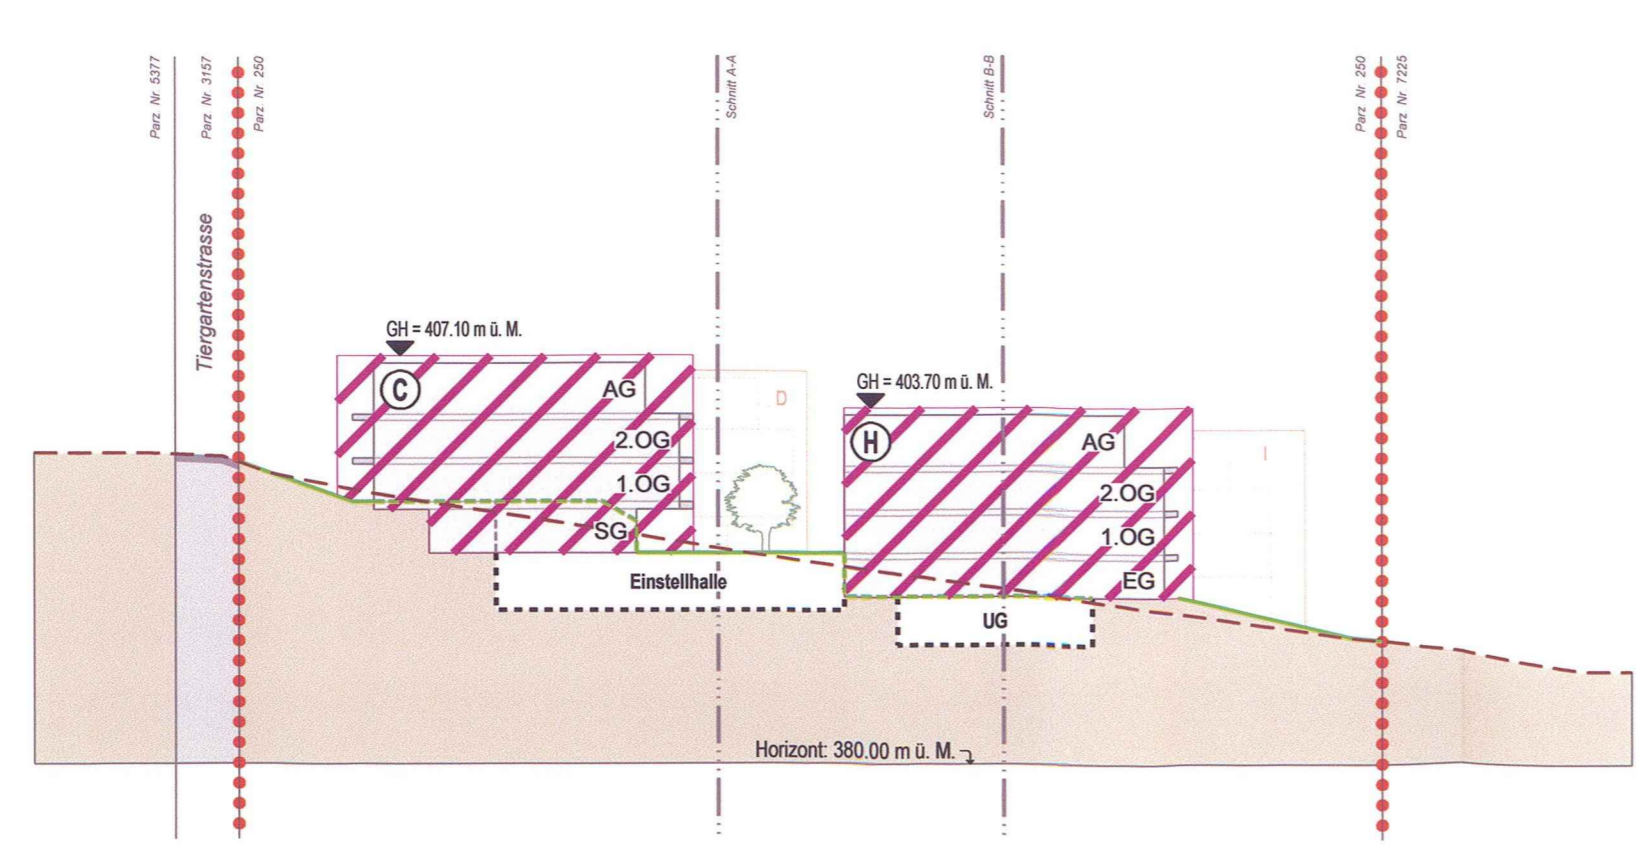 Parz Nr 5377
Parz Nr 3157
Parz Nr 250
Tiergartenstrasse
Schnitt A-A
Schnitt B-B
Parz Nr 250
Parz Nr 7225
GH = 407.10 m ü. M.
C
AG
2.OG
1.OG
SG
D
Einstellhalle
GH = 403.70 m ü. M.
H
AG
2.OG
1.OG
EG
I
UG
Horizont: 380.00 m ü. M.